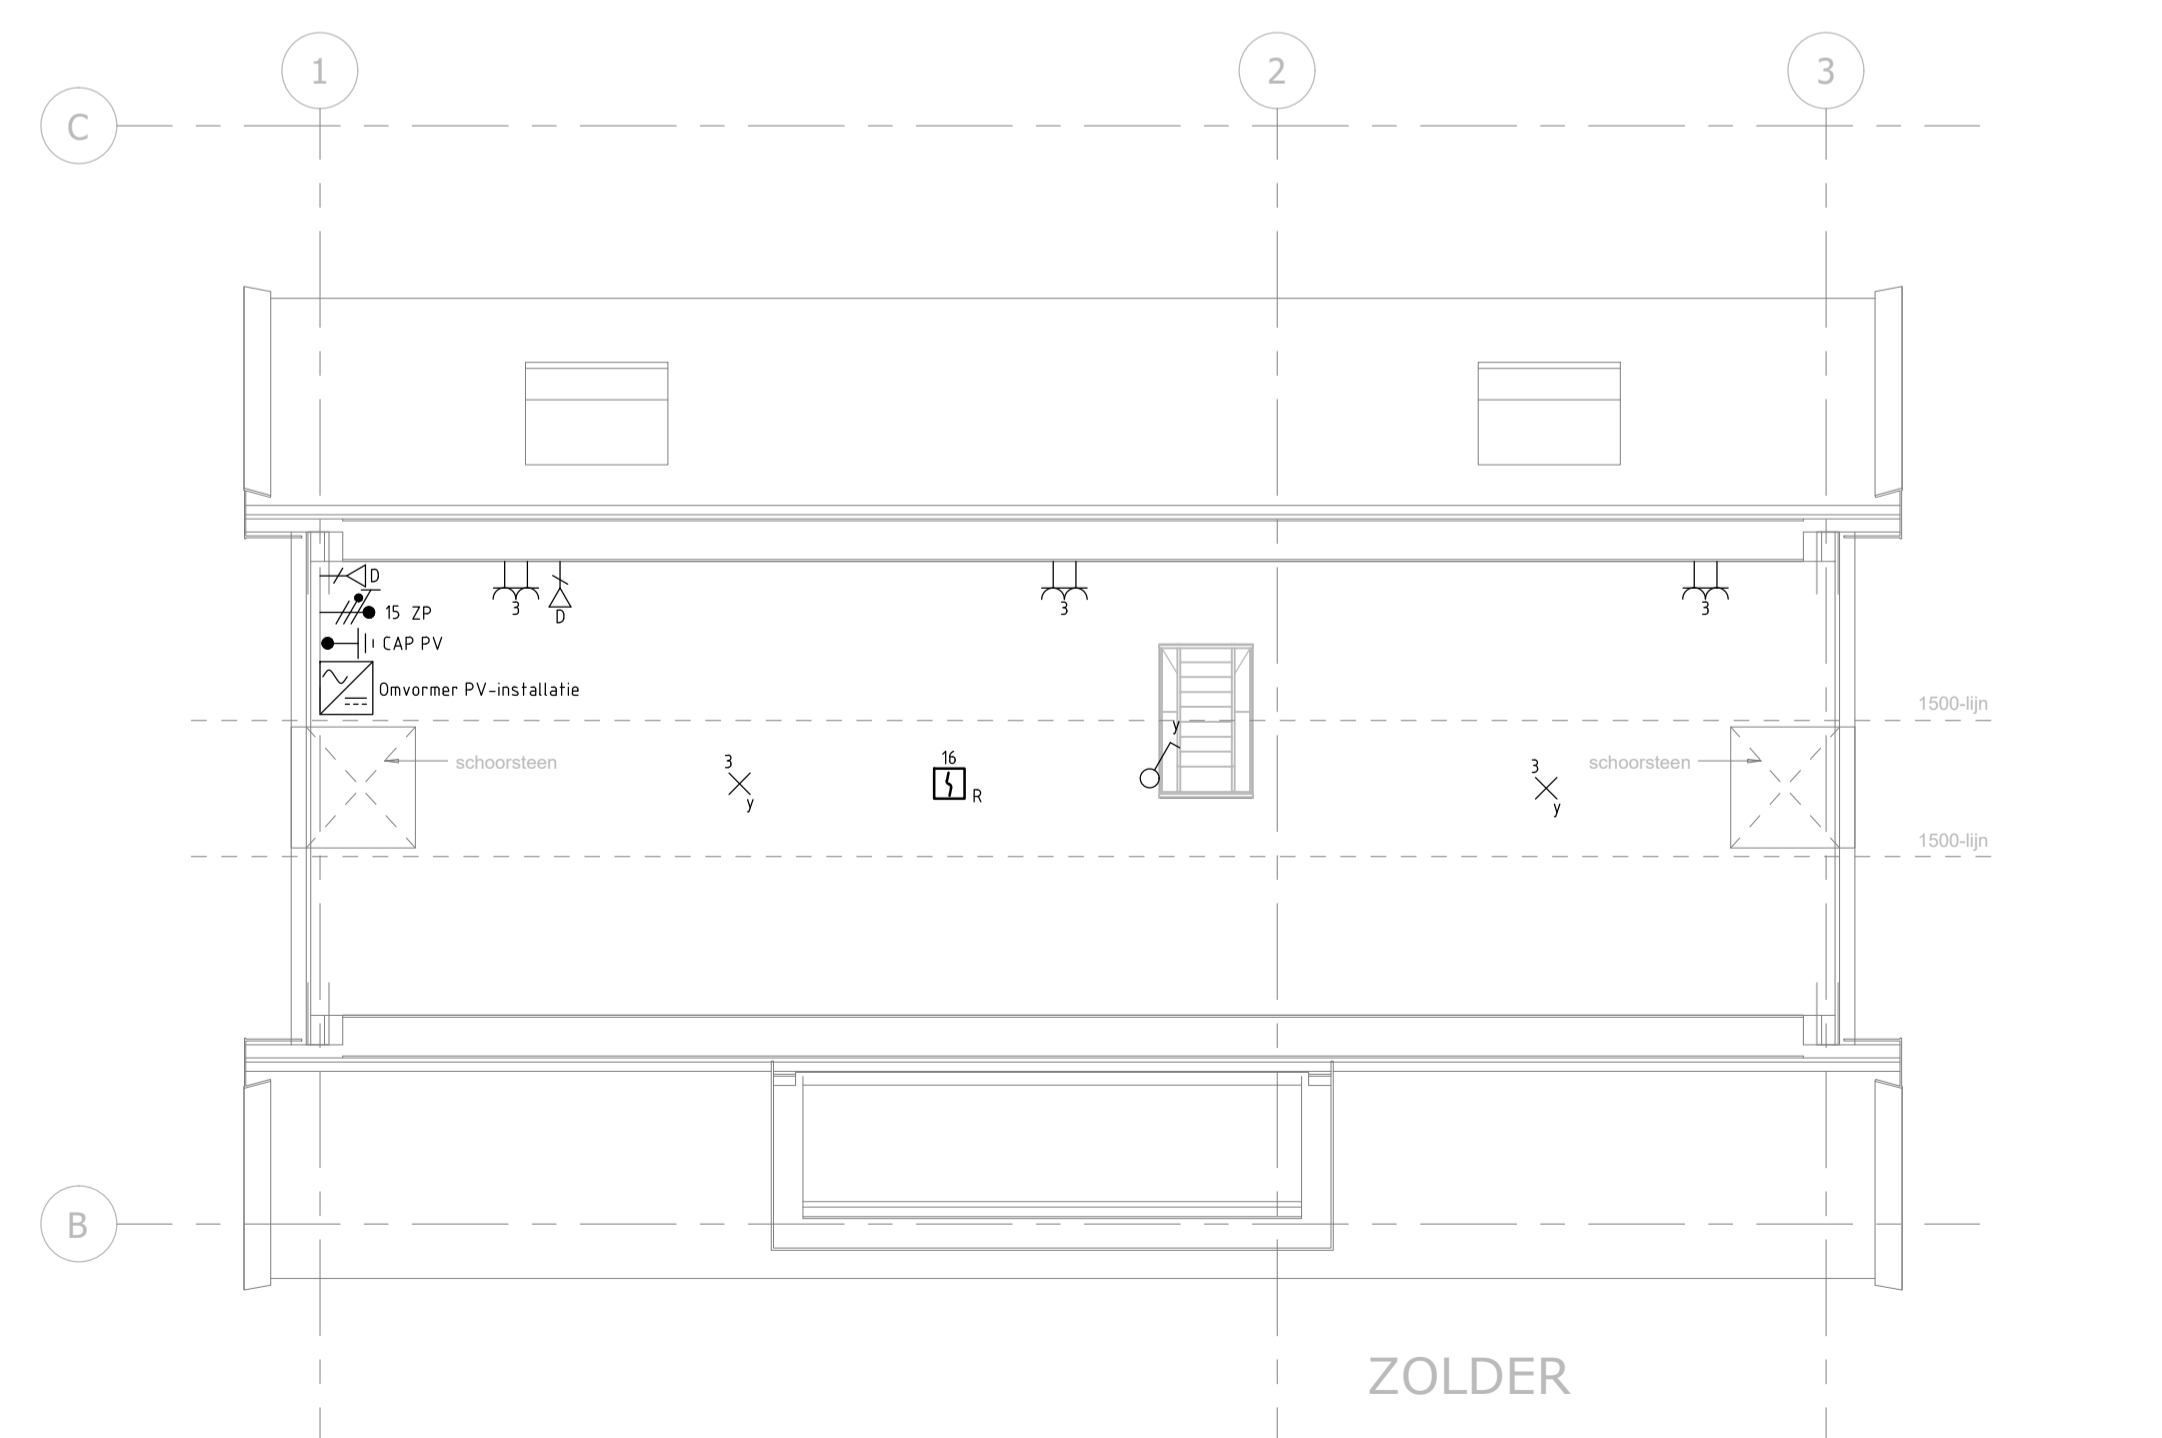 1
2
3
C
D
3
D
3
3
15 ZP
CAP PV
Omvormer PV-installatie
1500-lijn
y
schoorsteen
3
y
16
R
3
y
schoorsteen
1500-lijn
B
ZOLDER